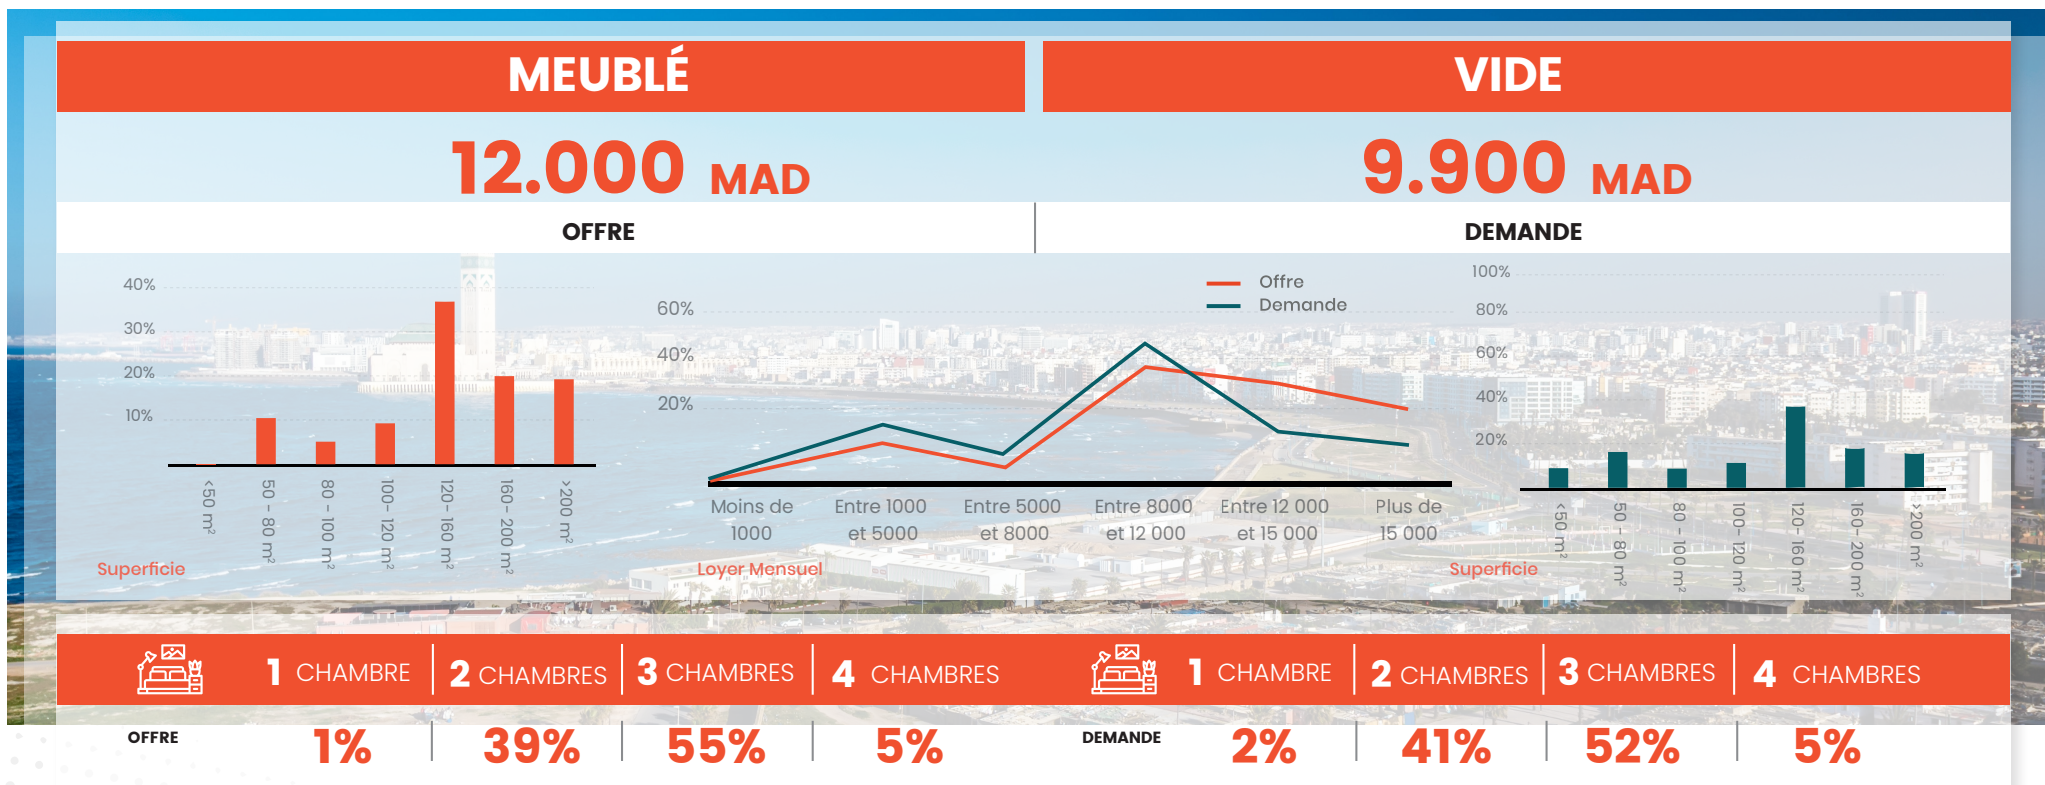 MEUBLÉ
VIDE
12.000 MAD
9.900 MAD
OFFRE
DEMANDE
40%
30%
20%
10%
<50 m²
50 - 80 m²
80 - 100 m²
100- 120 m²
120- 160 m²
160 - 200 m²
>200 m²
Superficie
Offre
Demande
60%
40%
20%
Moins de
1000
Entre 1000
et 5000
Entre 5000
et 8000
Entre 8000
et 12 000
Entre 12 000
et 15 000
Plus de
15 000
Loyer Mensuel
100%
80%
60%
40%
20%
<50 m²
50 - 80 m²
80 - 100 m²
100- 120 m²
120- 160 m²
160- 200 m²
>200 m²
Superficie
1 CHAMBRE
2 CHAMBRES
3 CHAMBRES
4 CHAMBRES
1 CHAMBRE
2 CHAMBRES
3 CHAMBRES
4 CHAMBRES
OFFRE
1%
39%
55%
5%
DEMANDE
2%
41%
52%
5%